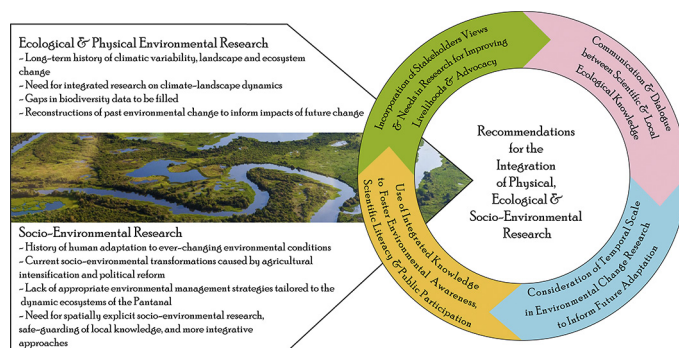 Ecological & Physical Environmental Research
- Long-term history of climatic variability, landscape and ecosystem
change
- Need for integrated research on climate-landscape dynamics
- Gaps in biodiversity data to be filled
- Reconstructions of past environmental change to inform impacts of future change
Socio-Environmental Research
- History of human adaptation to ever-changing environmental conditions
- Current socio-environmental transformations caused by agricultural
intensification and political reform
- Lack of appropriate environmental management strategies tailored to the
dynamic ecosystems of the Pantanal
- Need for spatially explicit socio-environmental research,
safe-guarding of local knowledge, and more integrative
approaches
Incorporation of Stakeholders Views
& Needs in Research for Improving
Livelihoods & Advocacy
Communication & Dialogue
between Scientific & Local
Ecological Knowledge
Consideration of Temporal Scale
in Environmental Change Research
to Inform Future Adaptation
Use of Integrated Knowledge
to Foster Environmental Awareness,
Scientific Literacy & Public Participation
Recommendations
for the
Integration
of Physical,
Ecological &
Socio-Environmental
Research